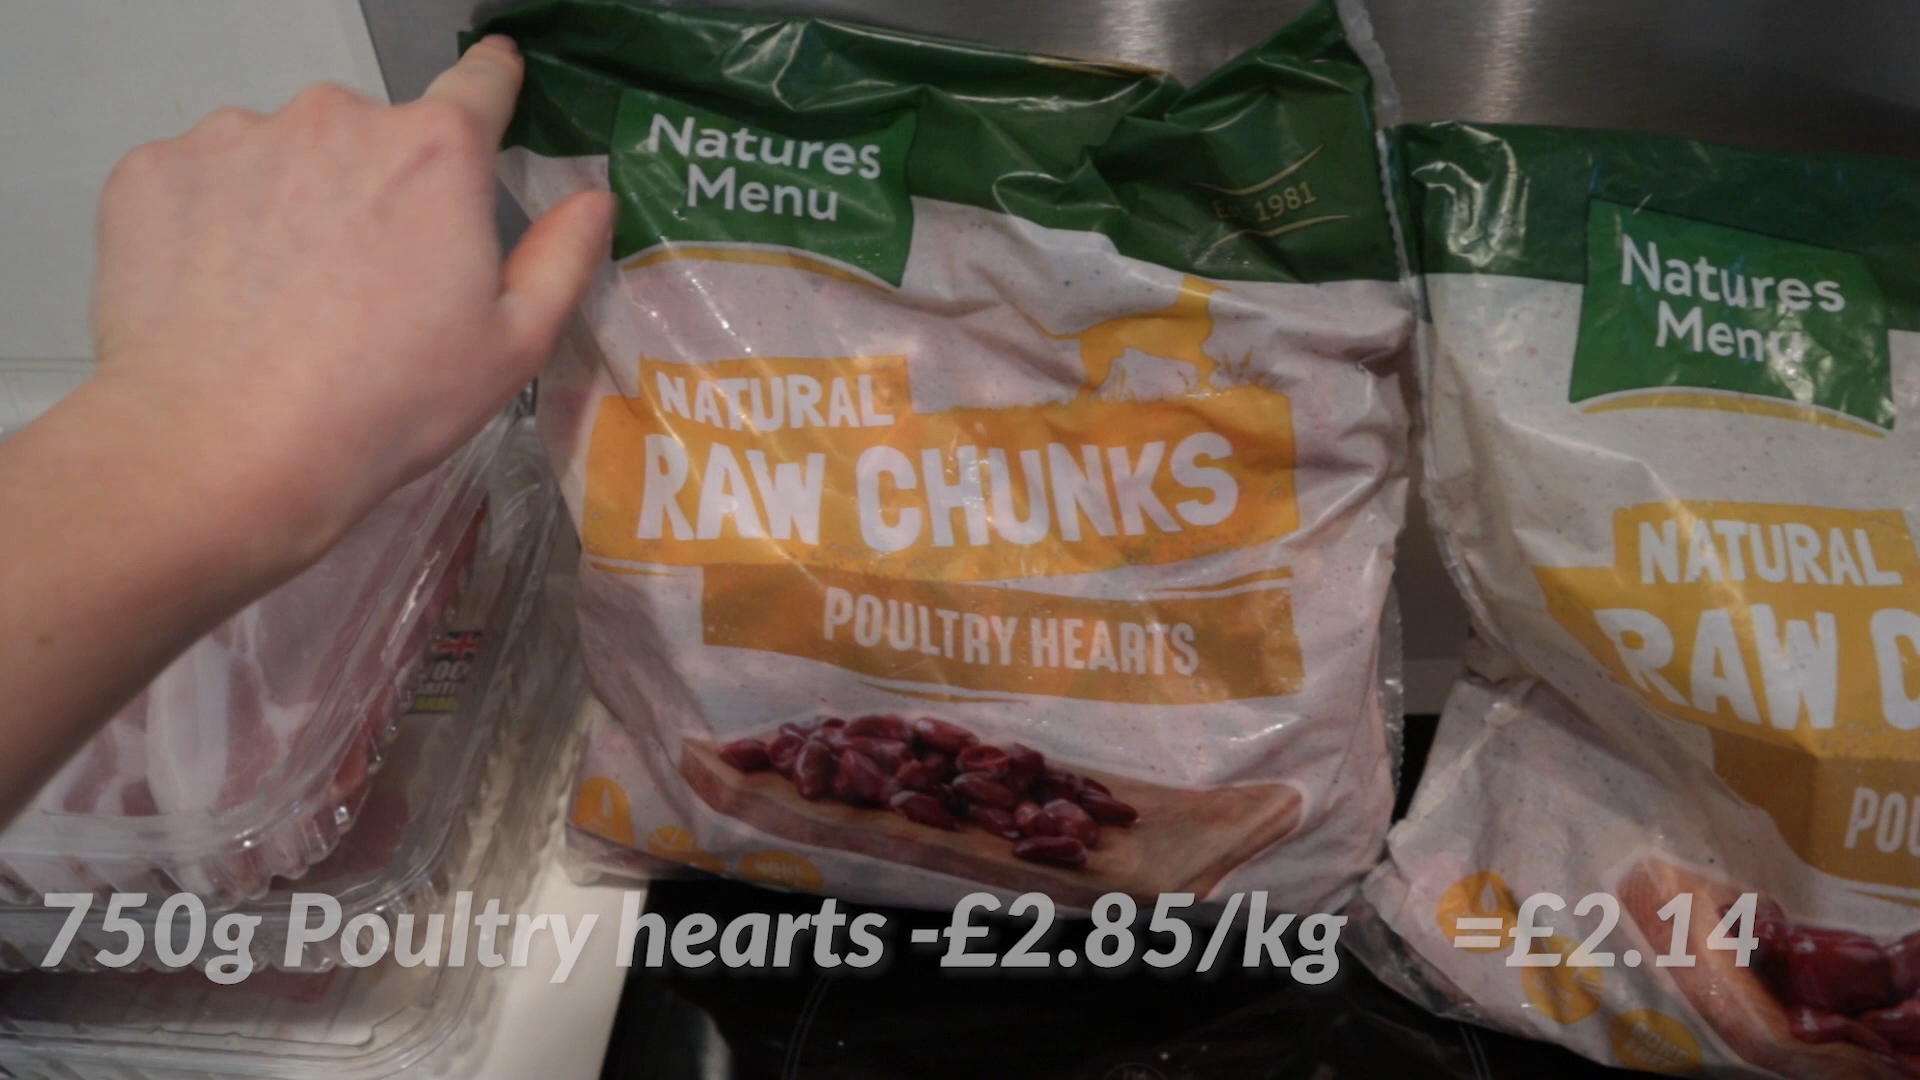 Natures
Menu
Est. 1981
NATURAL
RAW CHUNKS
POULTRY HEARTS
Natures
Menu
NATURAL
RAW C
POU
750g Poultry hearts -£2.85/kg =£2.14